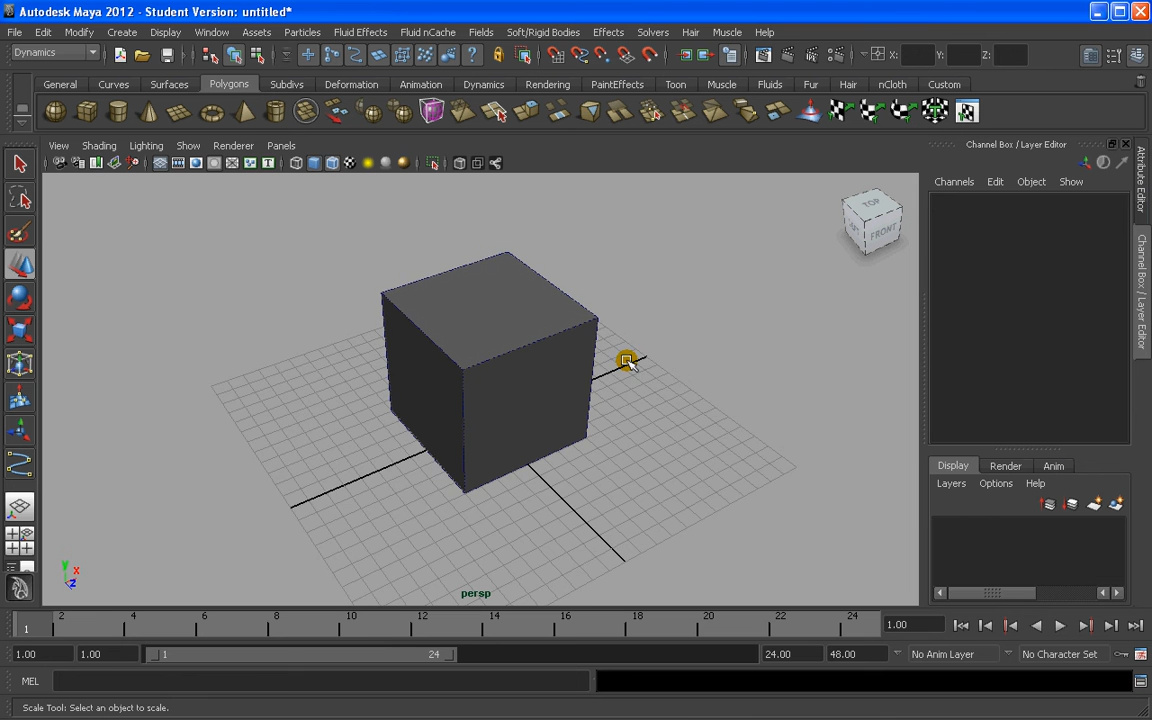 Autodesk Maya 2012 - Student Version: untitled*
File Edit Modify Create Display Window Assets Particles Fluid Effects Fluid nCache Fields Soft/Rigid Bodies Effects Solvers Hair Muscle Help
Dynamics X: Y: Z:
General Curves Surfaces Polygons Subdivs Deformation Animation Dynamics Rendering PaintEffects Toon Muscle Fluids Fur Hair nCloth Custom
View Shading Lighting Show Renderer Panels
Channel Box / Layer Editor
Channels Edit Object Show
Attribute Editor
Channel Box / Layer Editor
TOP
FRONT
Display Render Anim
Layers Options Help
Y
X
Z
persp
2 4 6 8 10 12 14 16 18 20 22 24
1
1.00
1.00 1.00 1 24 24.00 48.00 No Anim Layer No Character Set
MEL
Scale Tool: Select an object to scale.